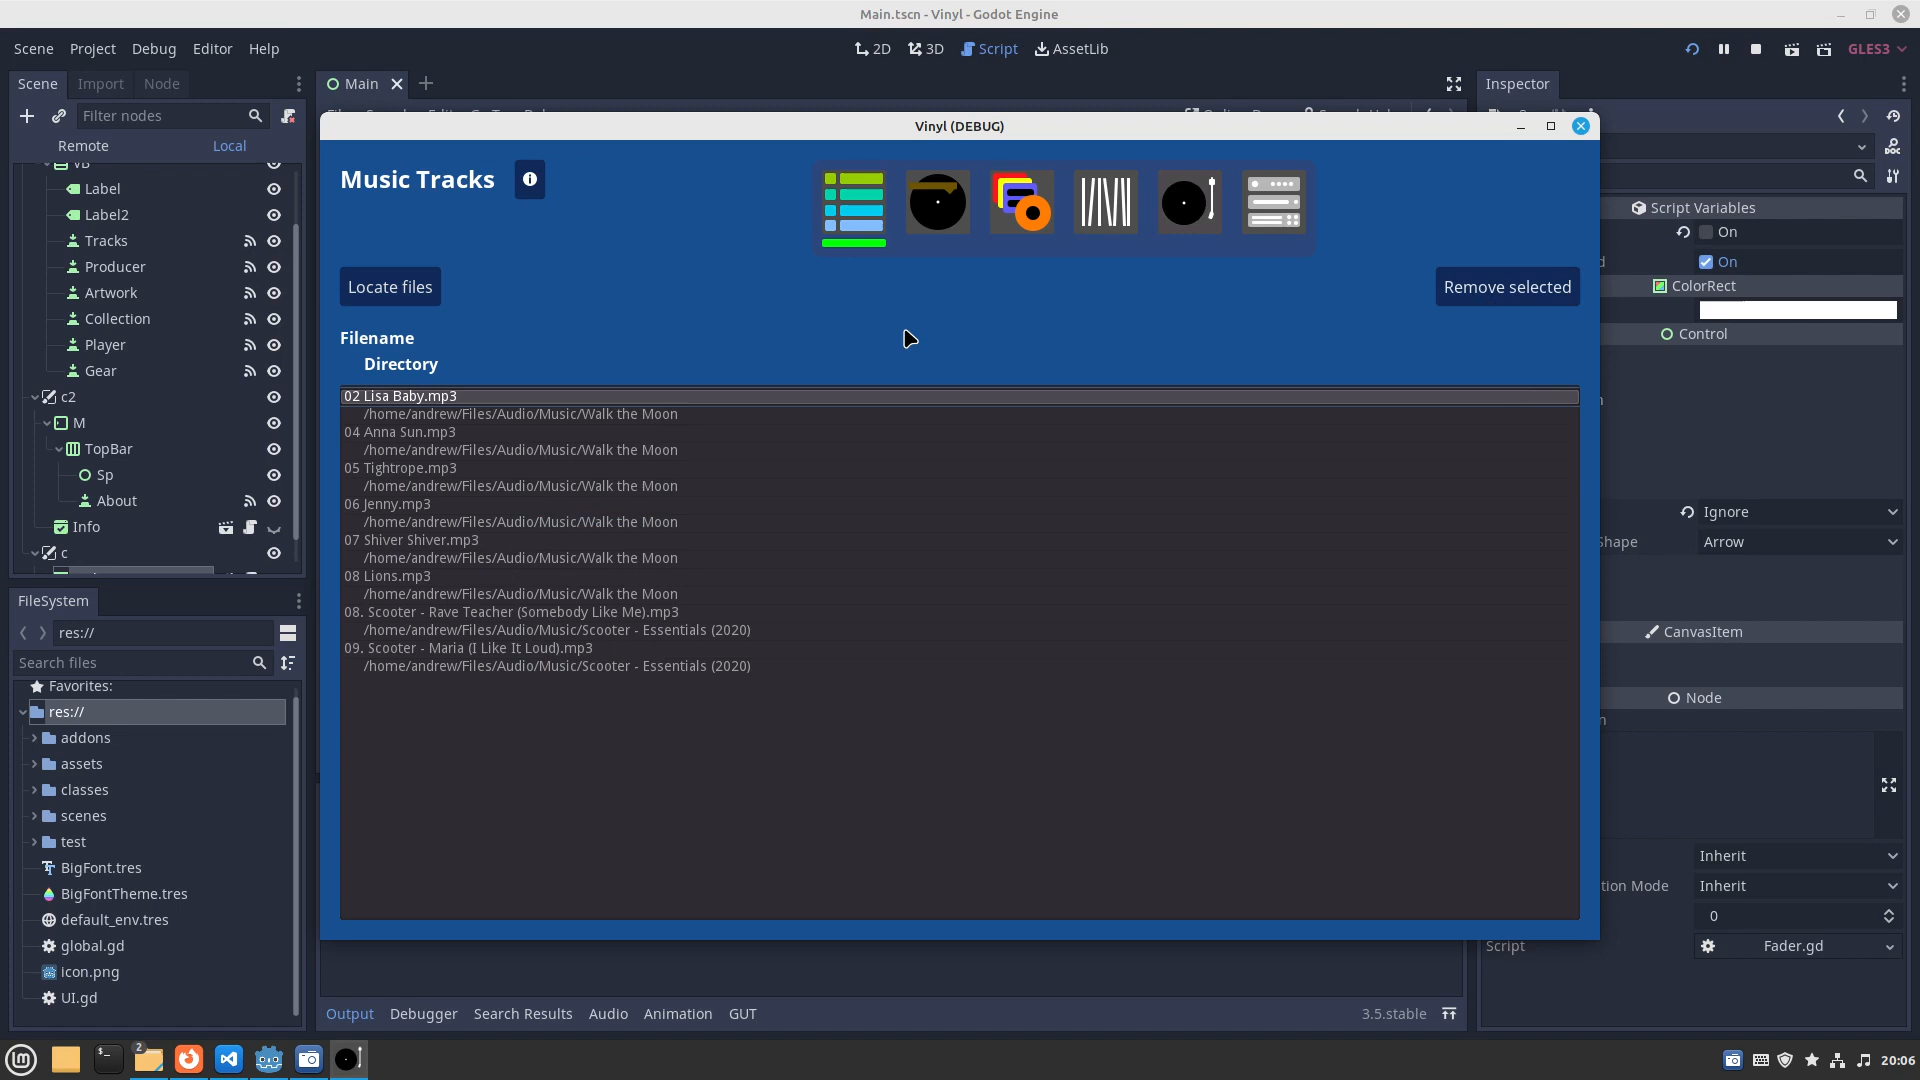 Main.tscn - Vinyl - Godot Engine
Scene Project Debug Editor Help
2D 3D Script AssetLib
GLES3
Scene Import Node
Main
Inspector
Filter nodes
Remote Local
VB
Label
Label2
Tracks
Producer
Artwork
Collection
Player
Gear
c2
M
TopBar
Sp
About
Info
c
FileSystem
res://
Search files
Favorites:
res://
addons
assets
classes
scenes
test
BigFont.tres
BigFontTheme.tres
default_env.tres
global.gd
icon.png
UI.gd
Vinyl (DEBUG)
Music Tracks
Locate files
Remove selected
Filename
Directory
02 Lisa Baby.mp3
/home/andrew/Files/Audio/Music/Walk the Moon
04 Anna Sun.mp3
/home/andrew/Files/Audio/Music/Walk the Moon
05 Tightrope.mp3
/home/andrew/Files/Audio/Music/Walk the Moon
06 Jenny.mp3
/home/andrew/Files/Audio/Music/Walk the Moon
07 Shiver Shiver.mp3
/home/andrew/Files/Audio/Music/Walk the Moon
08 Lions.mp3
/home/andrew/Files/Audio/Music/Walk the Moon
08. Scooter - Rave Teacher (Somebody Like Me).mp3
/home/andrew/Files/Audio/Music/Scooter - Essentials (2020)
09. Scooter - Maria (I Like It Loud).mp3
/home/andrew/Files/Audio/Music/Scooter - Essentials (2020)
Script Variables
On
On
ColorRect
Control
Ignore
Shape Arrow
CanvasItem
Node
Inherit
tion Mode Inherit
0
Script Fader.gd
Output Debugger Search Results Audio Animation GUT
3.5.stable
2
20:06